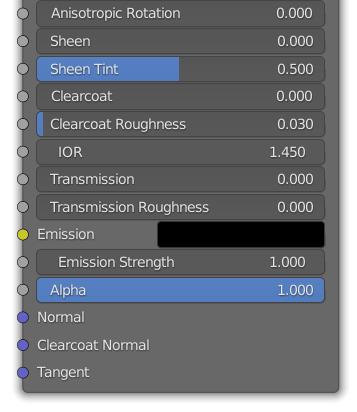 Anisotropic Rotation 0.000
Sheen 0.000
Sheen Tint 0.500
Clearcoat 0.000
Clearcoat Roughness 0.030
IOR 1.450
Transmission 0.000
Transmission Roughness 0.000
Emission
Emission Strength 1.000
Alpha 1.000
Normal
Clearcoat Normal
Tangent